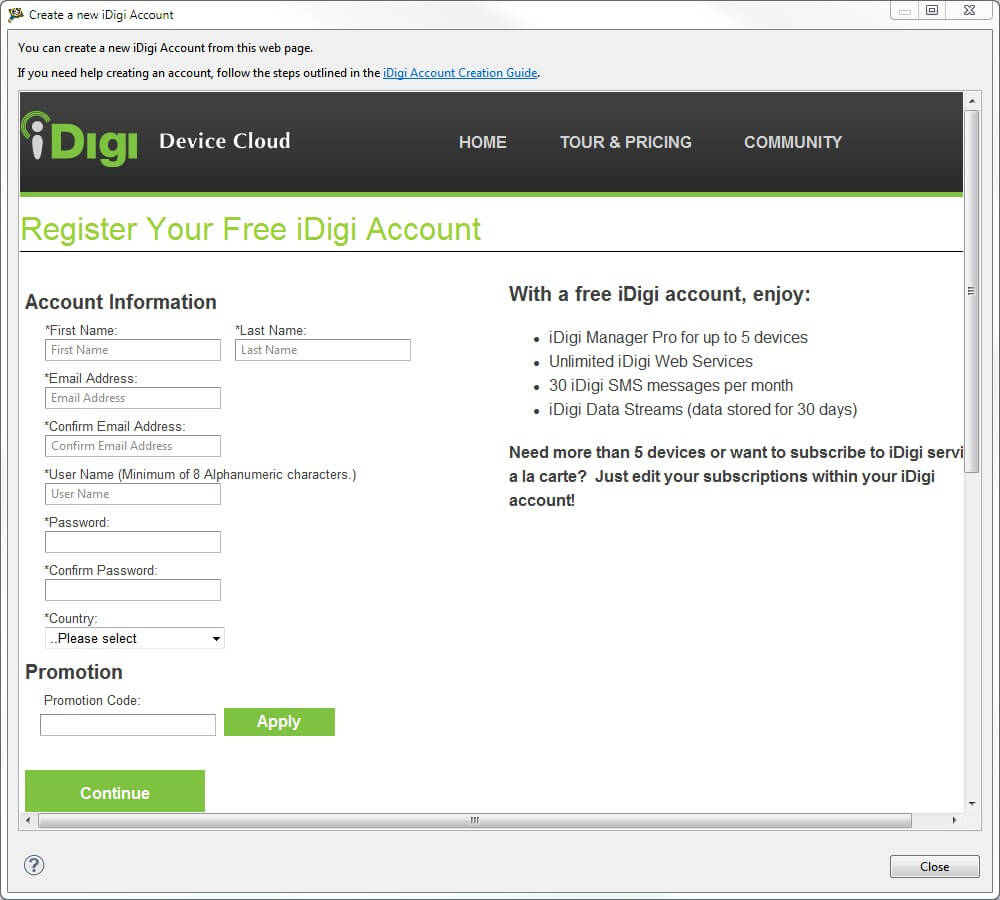 Create a new iDigi Account
You can create a new iDigi Account from this web page.
If you need help creating an account, follow the steps outlined in the iDigi Account Creation Guide.
iDigi Device Cloud HOME TOUR & PRICING COMMUNITY
Register Your Free iDigi Account
Account Information
*First Name: *Last Name:
First Name Last Name
*Email Address:
Email Address
*Confirm Email Address:
Confirm Email Address
*User Name (Minimum of 8 Alphanumeric characters.)
User Name
*Password:
*Confirm Password:
*Country:
..Please select
Promotion
Promotion Code:
Apply
Continue
With a free iDigi account, enjoy:
• iDigi Manager Pro for up to 5 devices
• Unlimited iDigi Web Services
• 30 iDigi SMS messages per month
• iDigi Data Streams (data stored for 30 days)
Need more than 5 devices or want to subscribe to iDigi servi
a la carte? Just edit your subscriptions within your iDigi
account!
?
Close